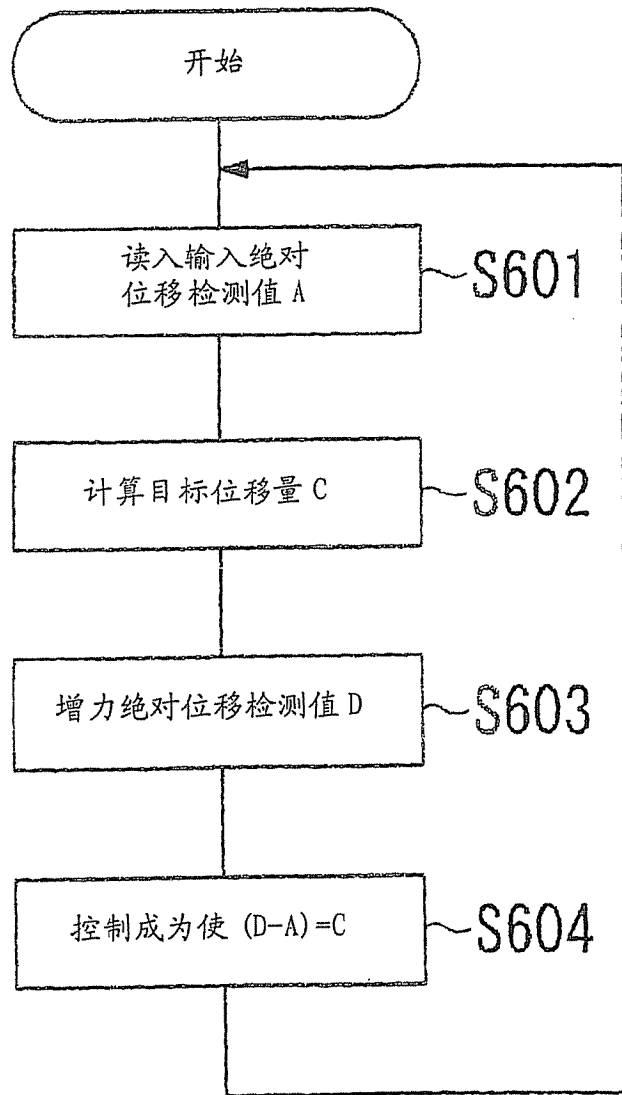 开始
读入输入绝对
位移检测值 A
S601
计算目标位移量 C
S602
增力绝对位移检测值 D
S603
控制成为使 (D-A)=C
S604